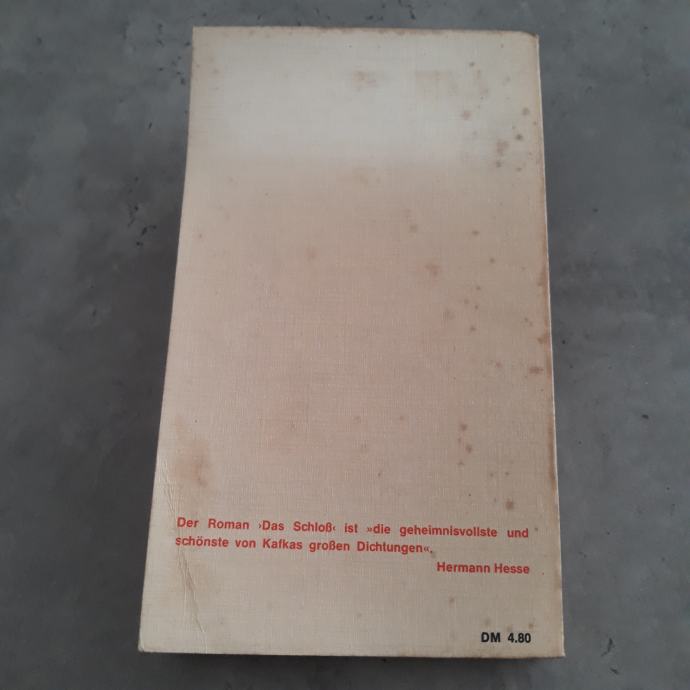 Der Roman ›Das Schloß‹ ist »die geheimnisvollste und
schönste von Kafkas großen Dichtungen«.
Hermann Hesse
DM 4.80